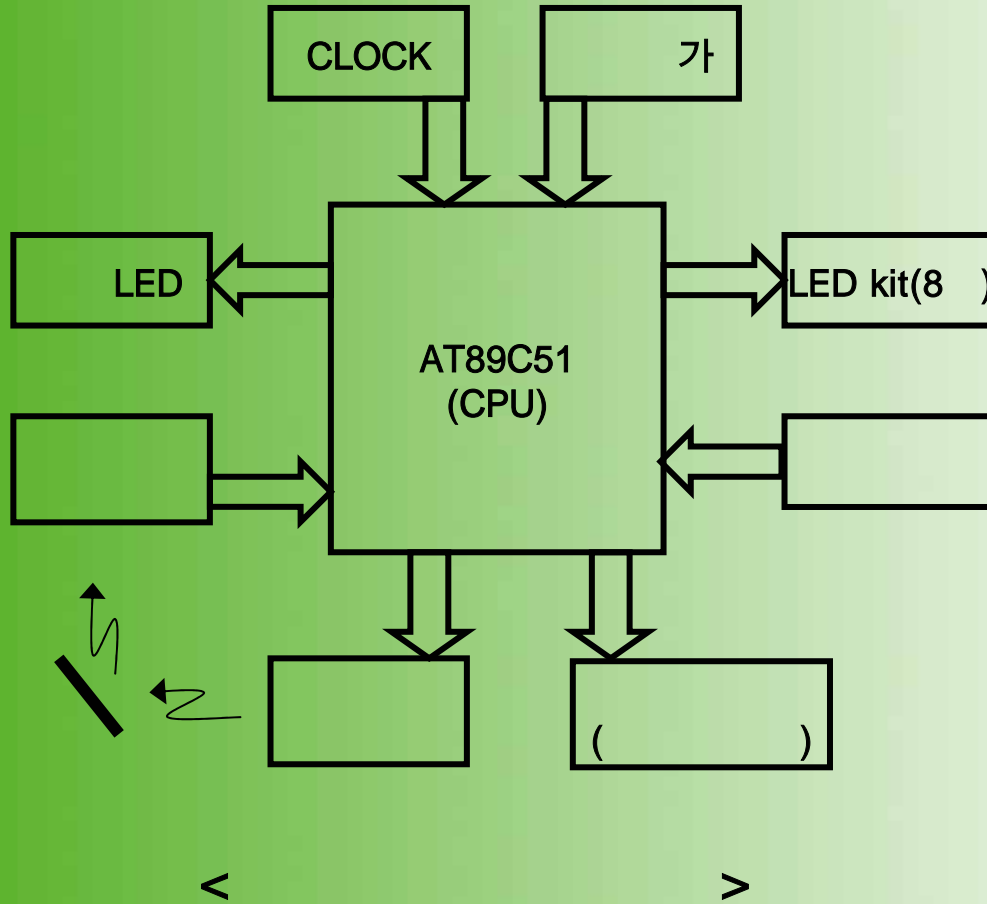 CLOCK
가
LED
LED kit(8 )
AT89C51
(CPU)
( )
< >